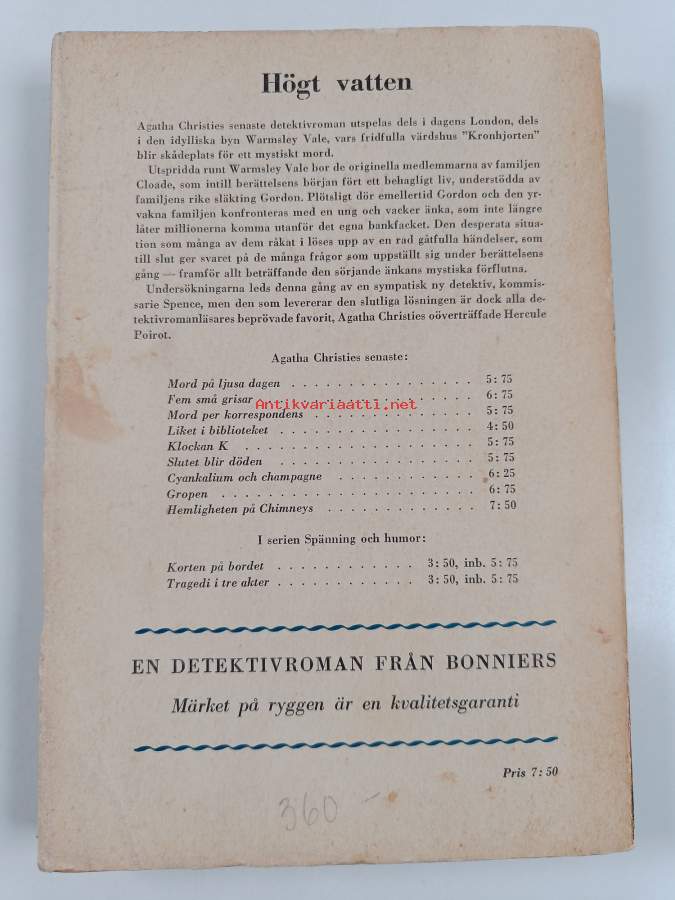 Högt vatten
Agatha Christies senaste detektivroman utspelas dels i dagens London, dels
i den idylliska byn Warmsley Vale, vars fridfulla värdshus "Kronhjorten"
blir skådeplats för ett mystiskt mord.
Utspridda runt Warmsley Vale bor de originella medlemmarna av familjen
Cloade, som intill berättelsens början fört ett behagligt liv, understödda av
familjens rike släkting Gordon. Plötsligt dör emellertid Gordon och den yr-
vakna familjen konfronteras med en ung och vacker änka, som inte längre
låter millionerna komma utanför det egna bankfacket. Den desperata situa-
tion som många av dem råkat i löses upp av en rad gåtfulla händelser, som
till slut ger svaret på de många frågor som uppställt sig under berättelsens
gång — framför allt beträffande den sörjande änkans mystiska förflutna.
Undersökningarna leds denna gång av en sympatisk ny detektiv, kommis-
sarie Spence, men den som levererar den slutliga lösningen är dock alla de-
tektivromanläsares beprövade favorit, Agatha Christies oöverträffade Hercule
Poirot.
Agatha Christies senaste:
Mord på ljusa dagen . . . . . . . . . . . . . . . . 5: 75
Fem små grisar . . . . . . . . . . . . . . . . 6: 75
Antikvariaatti.net
Mord per korrespondens . . . . . . . . . . . . . . 5: 75
Liket i biblioteket . . . . . . . . . . . . . . . . . 4: 50
Klockan K . . . . . . . . . . . . . . . . . . . 5: 75
Slutet blir döden . . . . . . . . . . . . . . . . . 5: 75
Cyankalium och champagne . . . . . . . . . . . . 6: 25
Gropen . . . . . . . . . . . . . . . . . . . . . 6: 75
Hemligheten på Chimneys . . . . . . . . . . . . . 7: 50
I serien Spänning och humor:
Korten på bordet . . . . . . . . . . . . 3: 50, inb. 5: 75
Tragedi i tre akter . . . . . . . . . . . . 3: 50, inb. 5: 75
EN DETEKTIVROMAN FRÅN BONNIERS
Märket på ryggen är en kvalitetsgaranti
Pris 7: 50
360 —